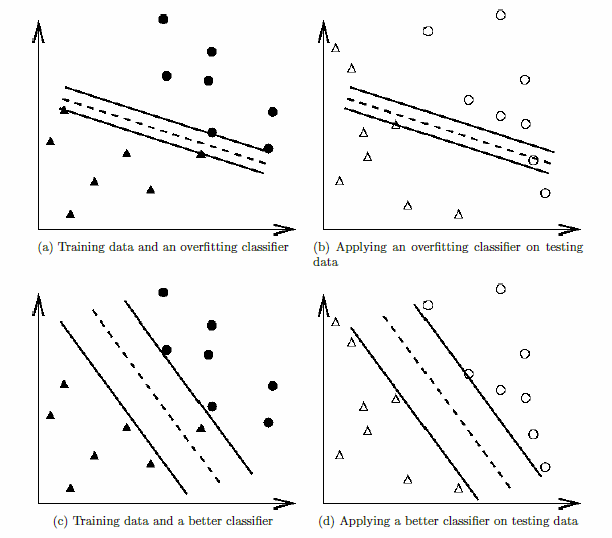 (a) Training data and an overfitting classifier
(b) Applying an overfitting classifier on testing
data
(c) Training data and a better classifier
(d) Applying a better classifier on testing data